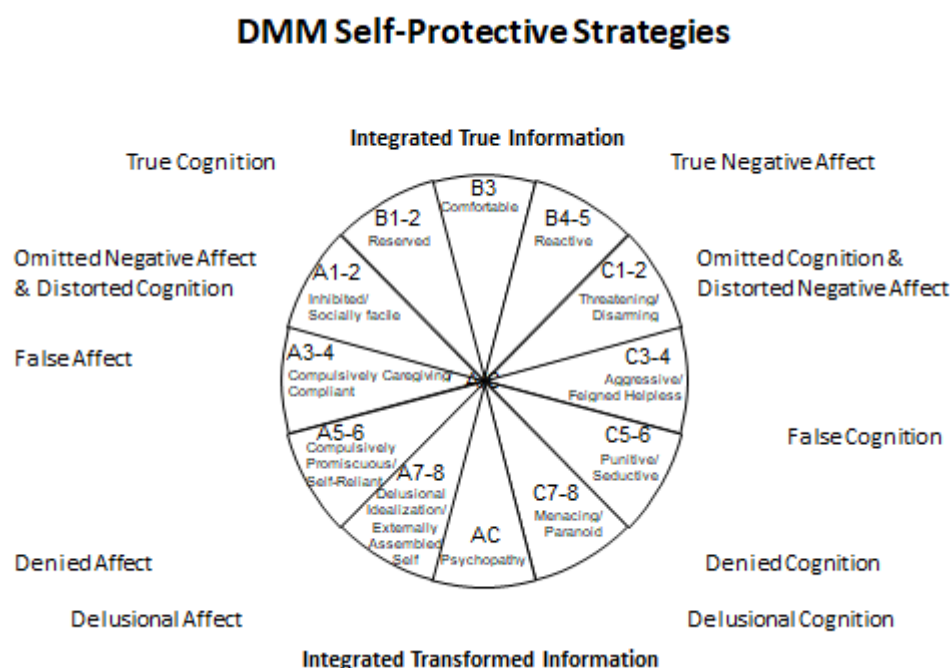 DMM Self-Protective Strategies
Integrated True Information
True Cognition
True Negative Affect
B3
Comfortable
B1-2
Reserved
B4-5
Reactive
Omitted Negative Affect
& Distorted Cognition
A1-2
Inhibited/
Socially facile
C1-2
Threatening/
Disarming
Omitted Cognition &
Distorted Negative Affect
False Affect
A3-4
Compulsively Caregiving/
Compliant
C3-4
Aggressive/
Feigned Helpless
A5-6
Compulsively
Promiscuous/
Self-Reliant
C5-6
Punitive/
Seductive
False Cognition
A7-8
Delusional
Idealization/
Externally
Assembled
Self
AC
Psychopathy
C7-8
Menacing/
Paranoid
Denied Affect
Denied Cognition
Delusional Affect
Delusional Cognition
Integrated Transformed Information